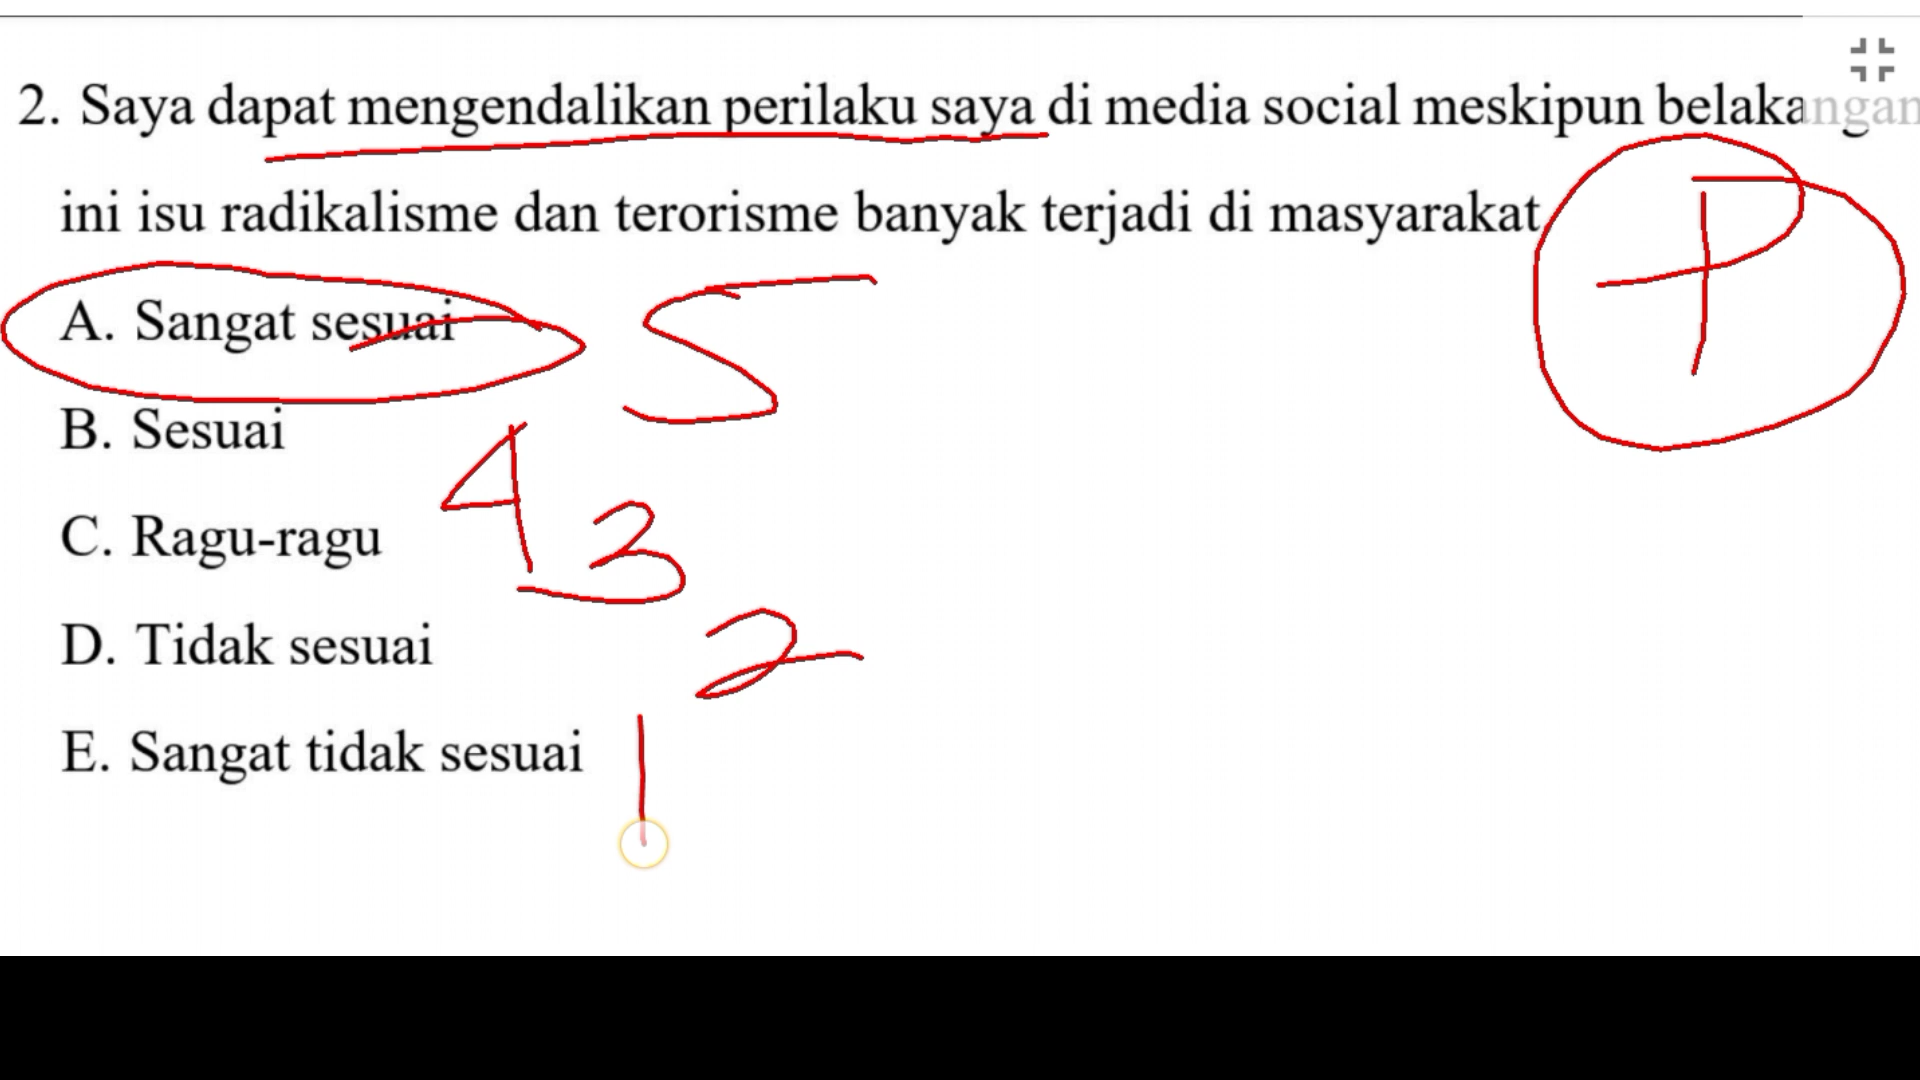 2. Saya dapat mengendalikan perilaku saya di media social meskipun belakangan
ini isu radikalisme dan terorisme banyak terjadi di masyarakat
+
A. Sangat sesuai 5
B. Sesuai 4
C. Ragu-ragu 3
D. Tidak sesuai 2
E. Sangat tidak sesuai 1